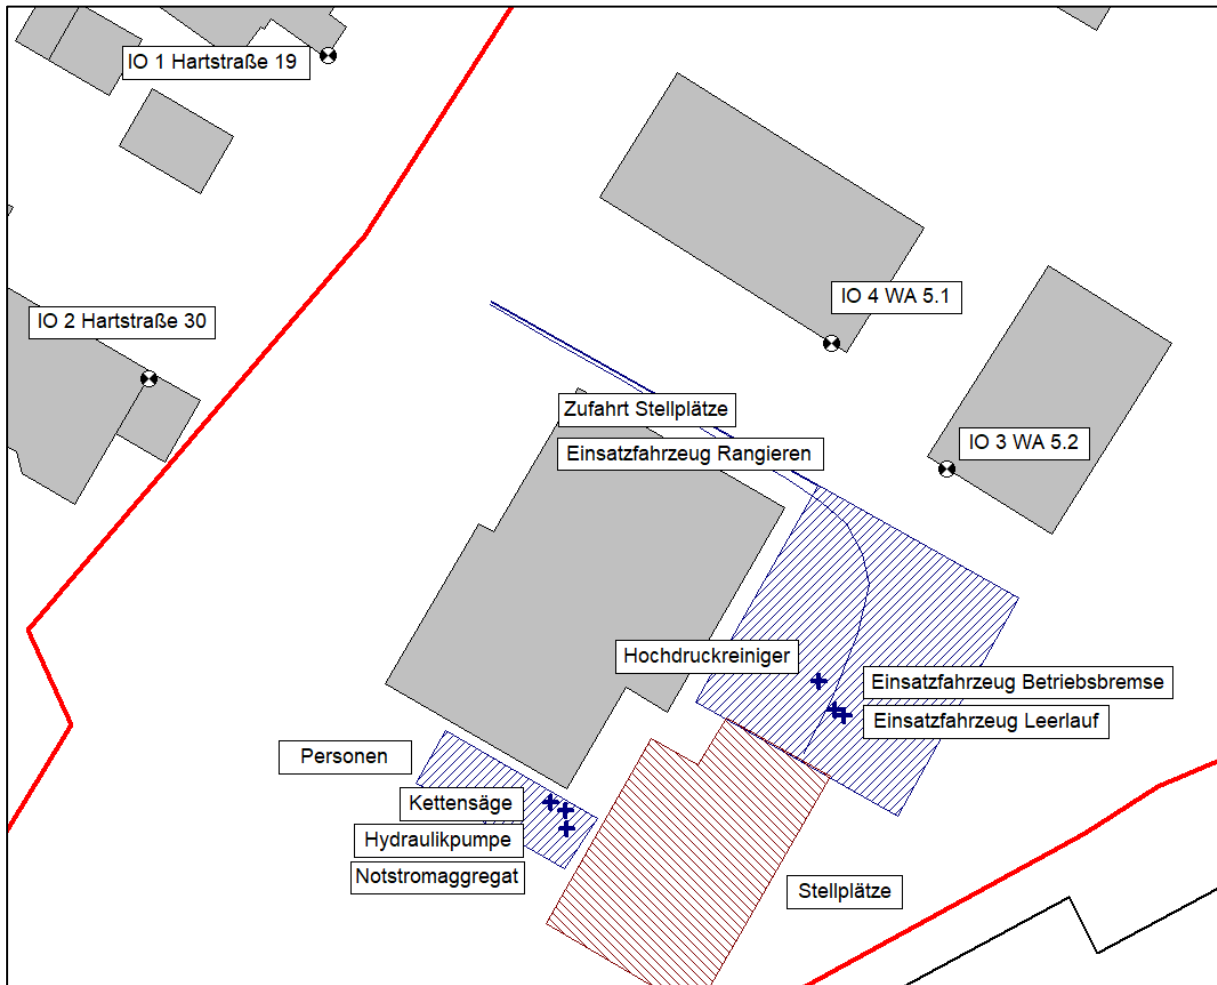 IO 1 Hartstraße 19
IO 4 WA 5.1
IO 2 Hartstraße 30
Zufahrt Stellplätze
IO 3 WA 5.2
Einsatzfahrzeug Rangieren
Hochdruckreiniger
Einsatzfahrzeug Betriebsbremse
Einsatzfahrzeug Leerlauf
Personen
Kettensäge
Hydraulikpumpe
Notstromaggregat
Stellplätze